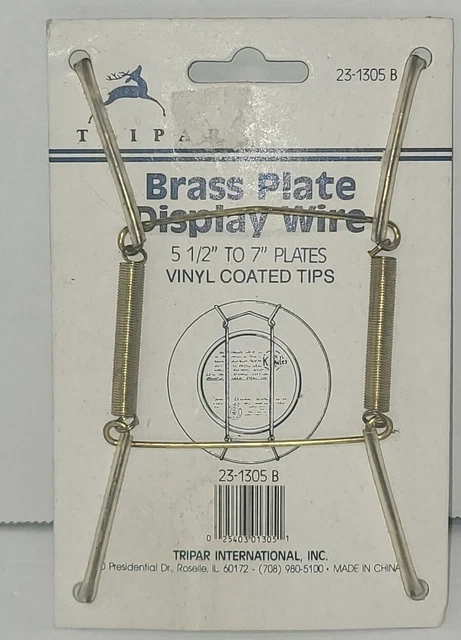 23-1305 B
TRIPAR
Brass Plate
Display Wire
5 1/2" TO 7" PLATES
VINYL COATED TIPS
23-1305 B
0 25403 01305 1
TRIPAR INTERNATIONAL, INC.
Presidential Dr., Roselle, IL 60172 - (708) 980-5100 • MADE IN CHINA